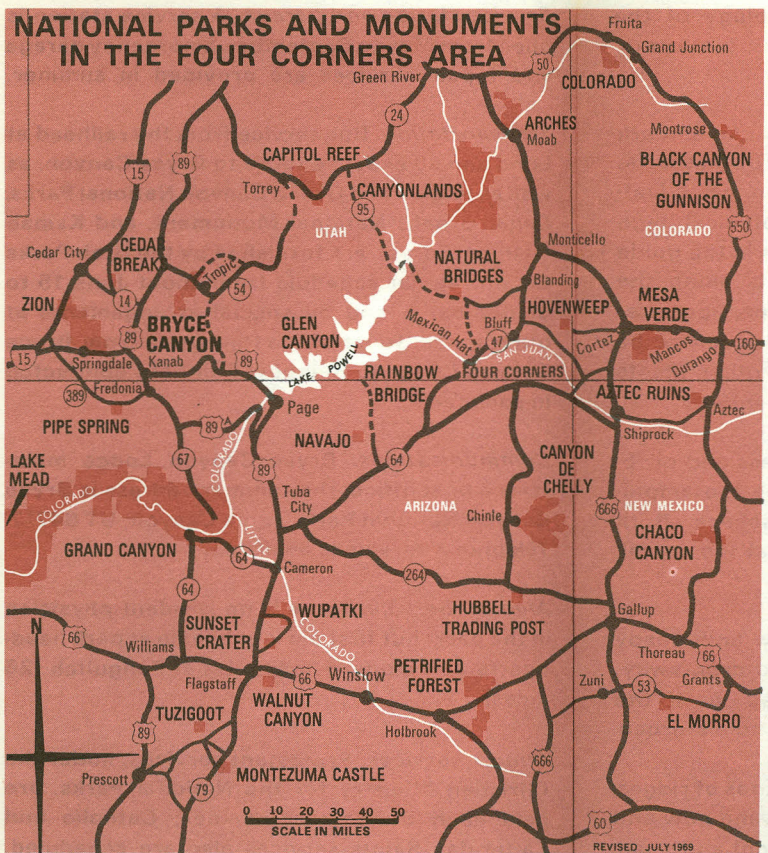 NATIONAL PARKS AND MONUMENTS
IN THE FOUR CORNERS AREA
Fruita
Grand Junction
50
COLORADO
Green River
24
ARCHES
Moab
Montrose
BLACK CANYON
OF THE
GUNNISON
15
89
CAPITOL REEF
Torrey
CANYONLANDS
95
UTAH
COLORADO
550
Cedar City
CEDAR
BREAKS
Tropic
54
NATURAL
BRIDGES
Monticello
Blanding
14
ZION
89
BRYCE
CANYON
GLEN
CANYON
Mexican Hat
Bluff
47
HOVENWEEP
MESA
VERDE
Cortez
Mancos
Durango
160
15
Springdale
Kanab
89
LAKE POWELL
SAN JUAN
FOUR CORNERS
RAINBOW
BRIDGE
389
Fredonia
Page
AZTEC RUINS
Aztec
PIPE SPRING
89A
NAVAJO
Shiprock
LAKE
MEAD
67
COLORADO
89
64
CANYON
DE
CHELLY
COLORADO
Tuba
City
ARIZONA
Chinle
666
NEW MEXICO
CHACO
CANYON
GRAND CANYON
LITTLE
64
Cameron
264
64
HUBBELL
TRADING POST
Gallup
N
66
SUNSET
CRATER
WUPATKI
COLORADO
Williams
Thoreau
66
Flagstaff
66
Winslow
PETRIFIED
FOREST
Zuni
53
Grants
TUZIGOOT
WALNUT
CANYON
Holbrook
EL MORRO
89
666
Prescott
79
MONTEZUMA CASTLE
0 10 20 30 40 50
SCALE IN MILES
60
REVISED: JULY 1969